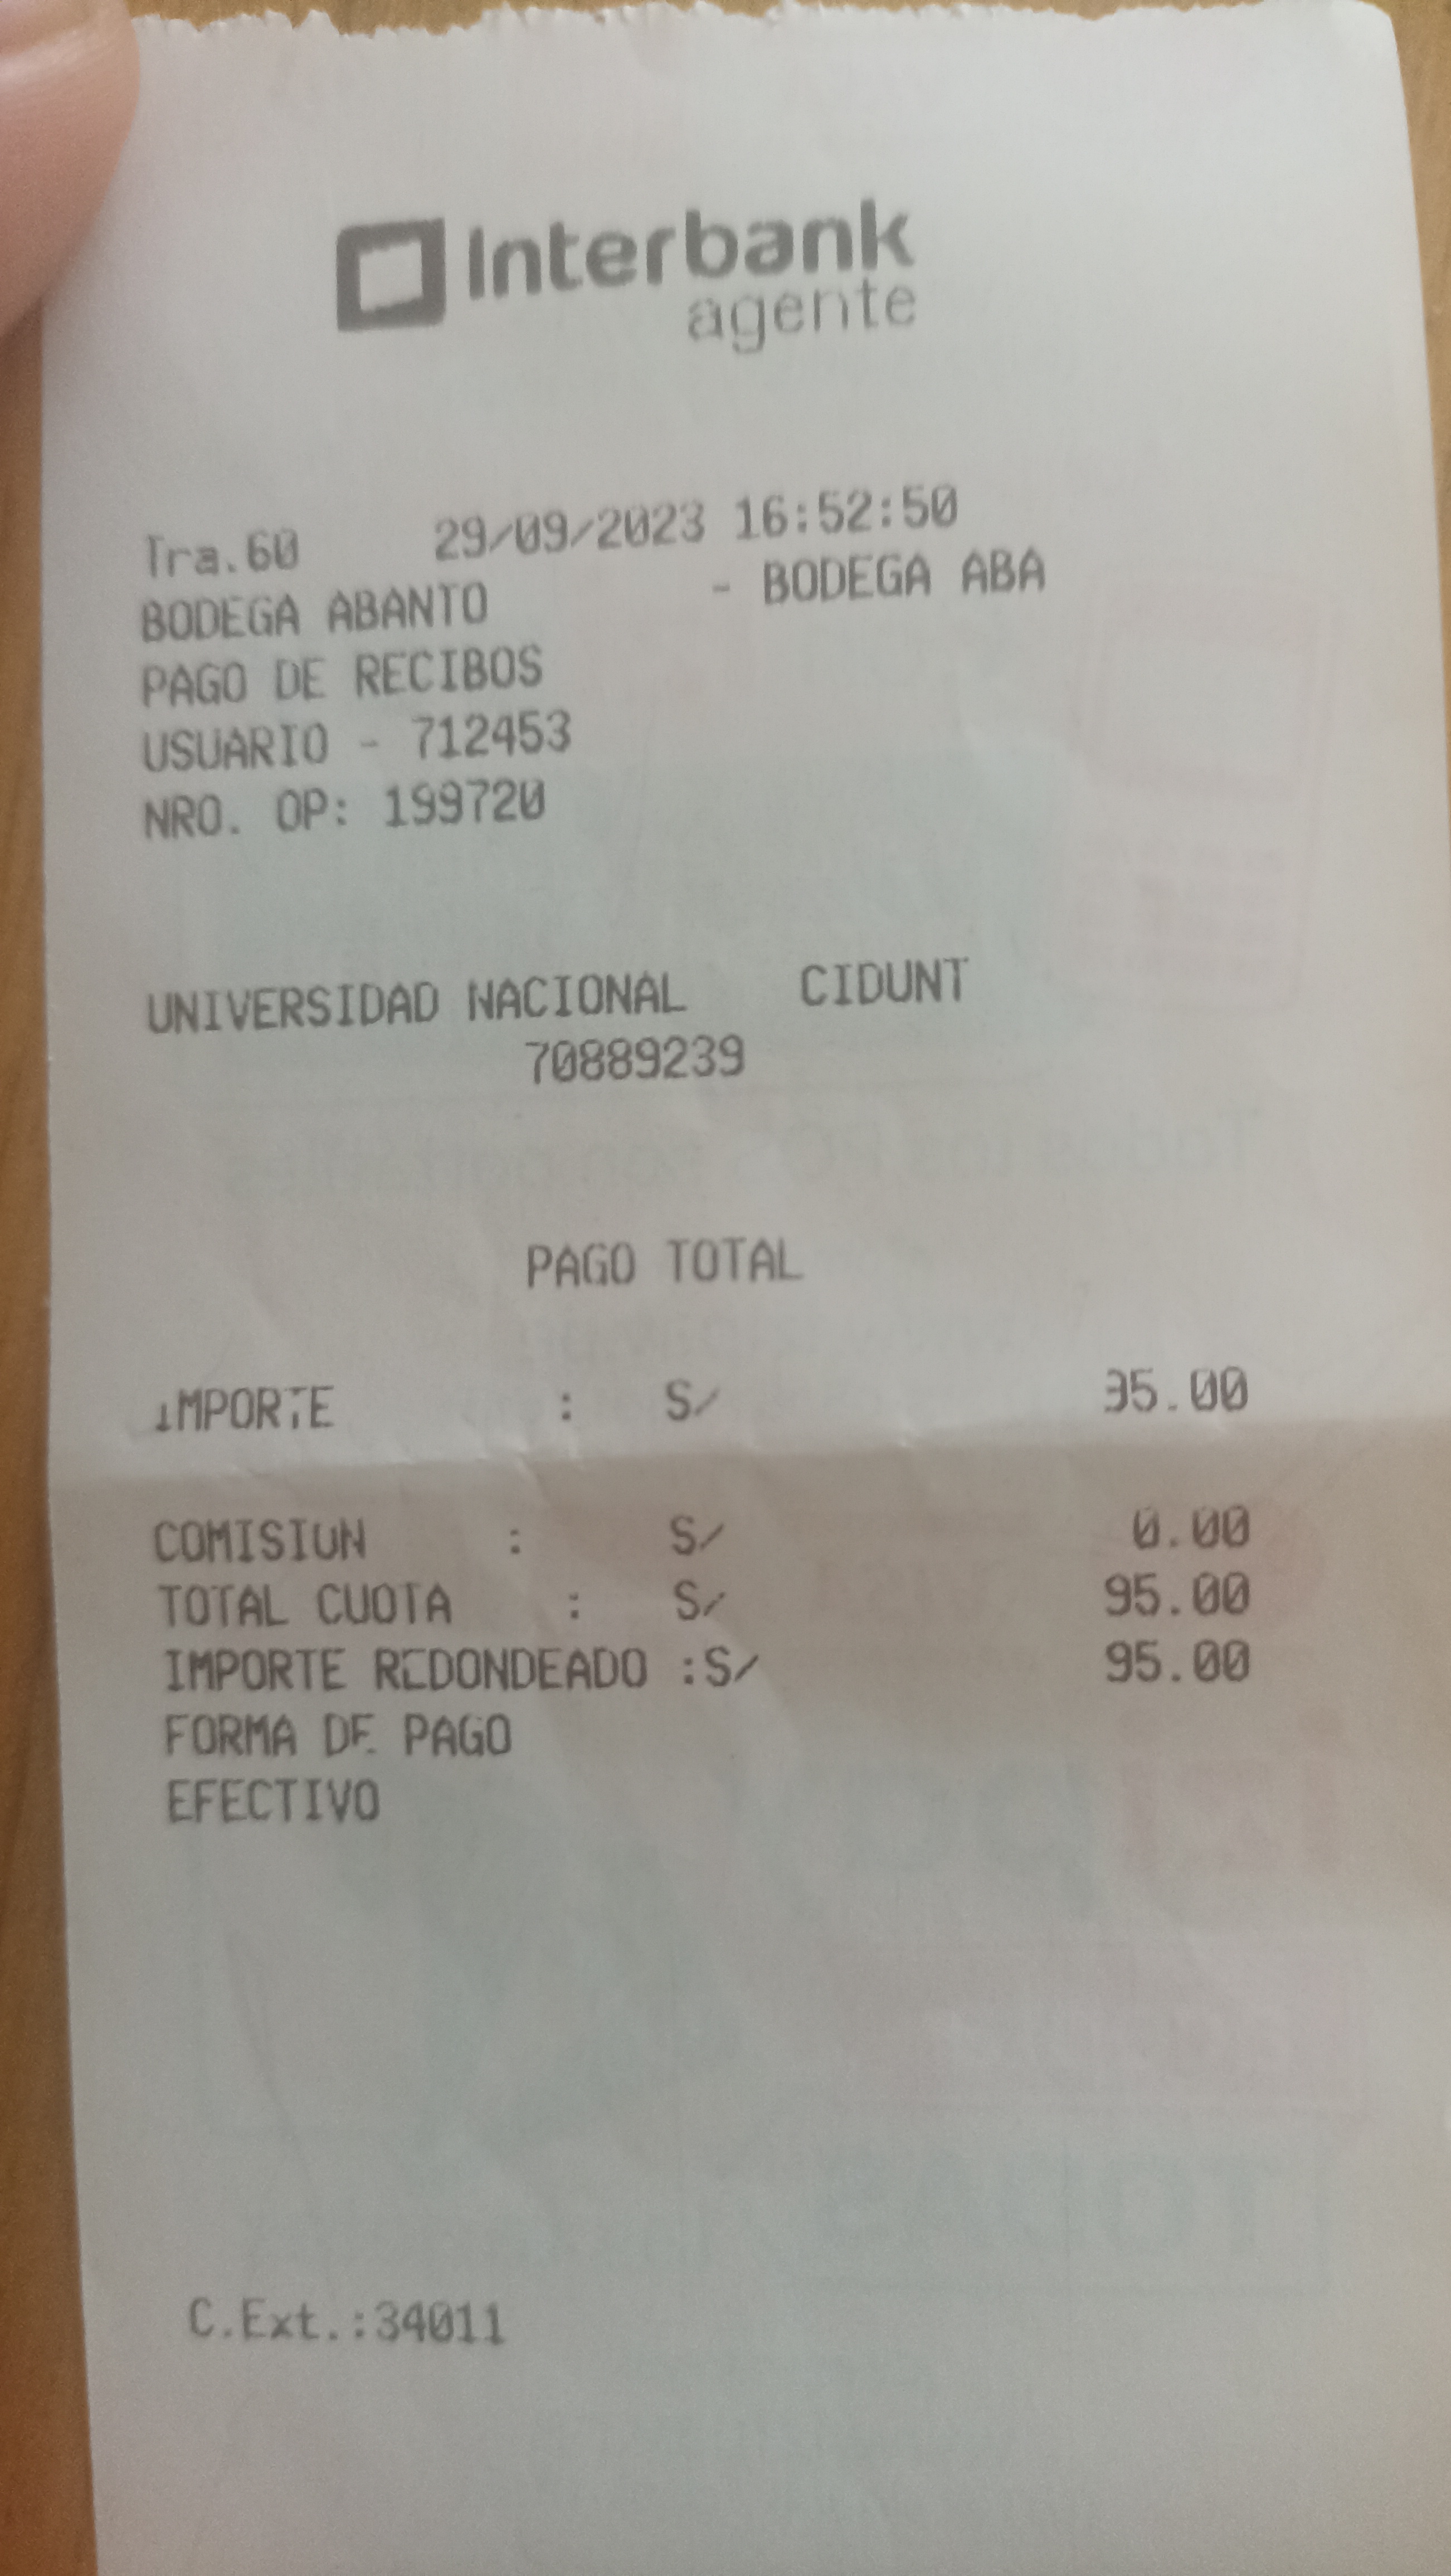 Interbank
agente
Tra.60 29/09/2023 16:52:50
BODEGA ABANTO - BODEGA ABA
PAGO DE RECIBOS
USUARIO - 712453
NRO. OP: 199720
UNIVERSIDAD NACIONAL CIDUNT
70889239
PAGO TOTAL
IMPORTE : S/ 95.00
COMISION : S/ 0.00
TOTAL CUOTA : S/ 95.00
IMPORTE REDONDEADO :S/ 95.00
FORMA DE PAGO
EFECTIVO
C.Ext.:34011